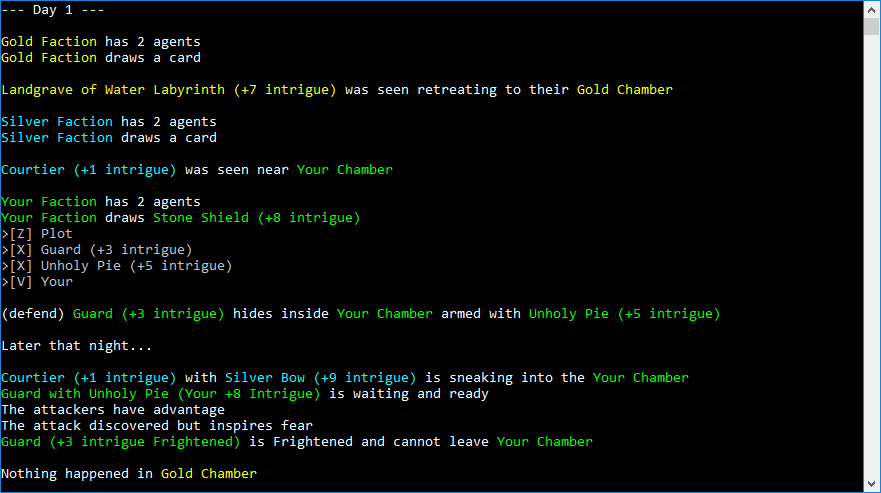 --- Day 1 ---
Gold Faction has 2 agents
Gold Faction draws a card
Landgrave of Water Labyrinth (+7 intrigue) was seen retreating to their Gold Chamber
Silver Faction has 2 agents
Silver Faction draws a card
Courtier (+1 intrigue) was seen near Your Chamber
Your Faction has 2 agents
Your Faction draws Stone Shield (+8 intrigue)
>[Z] Plot
>[X] Guard (+3 intrigue)
>[X] Unholy Pie (+5 intrigue)
>[V] Your
(defend) Guard (+3 intrigue) hides inside Your Chamber armed with Unholy Pie (+5 intrigue)
Later that night...
Courtier (+1 intrigue) with Silver Bow (+9 intrigue) is sneaking into the Your Chamber
Guard with Unholy Pie (Your +8 Intrigue) is waiting and ready
The attackers have advantage
The attack discovered but inspires fear
Guard (+3 intrigue Frightened) is Frightened and cannot leave Your Chamber
Nothing happened in Gold Chamber